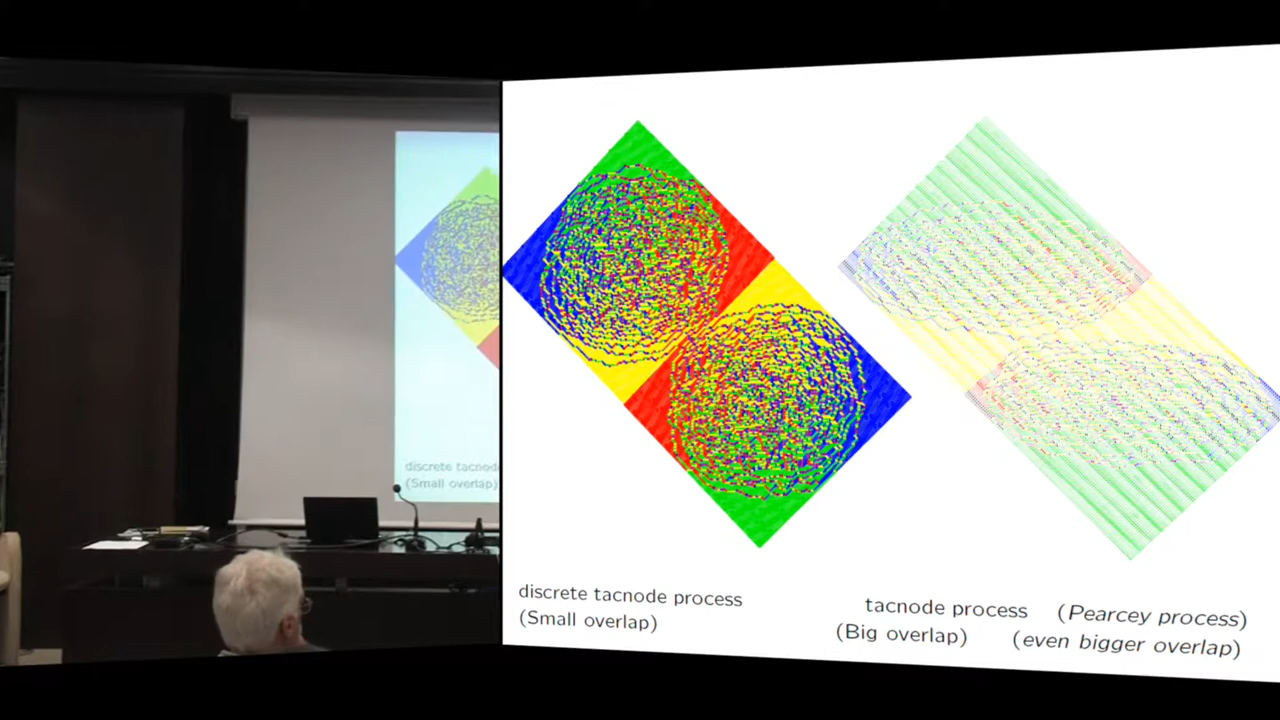 discrete tacnode
(Small overlap)
discrete tacnode process
(Small overlap)
tacnode process (Pearcey process)
(Big overlap) (even bigger overlap)